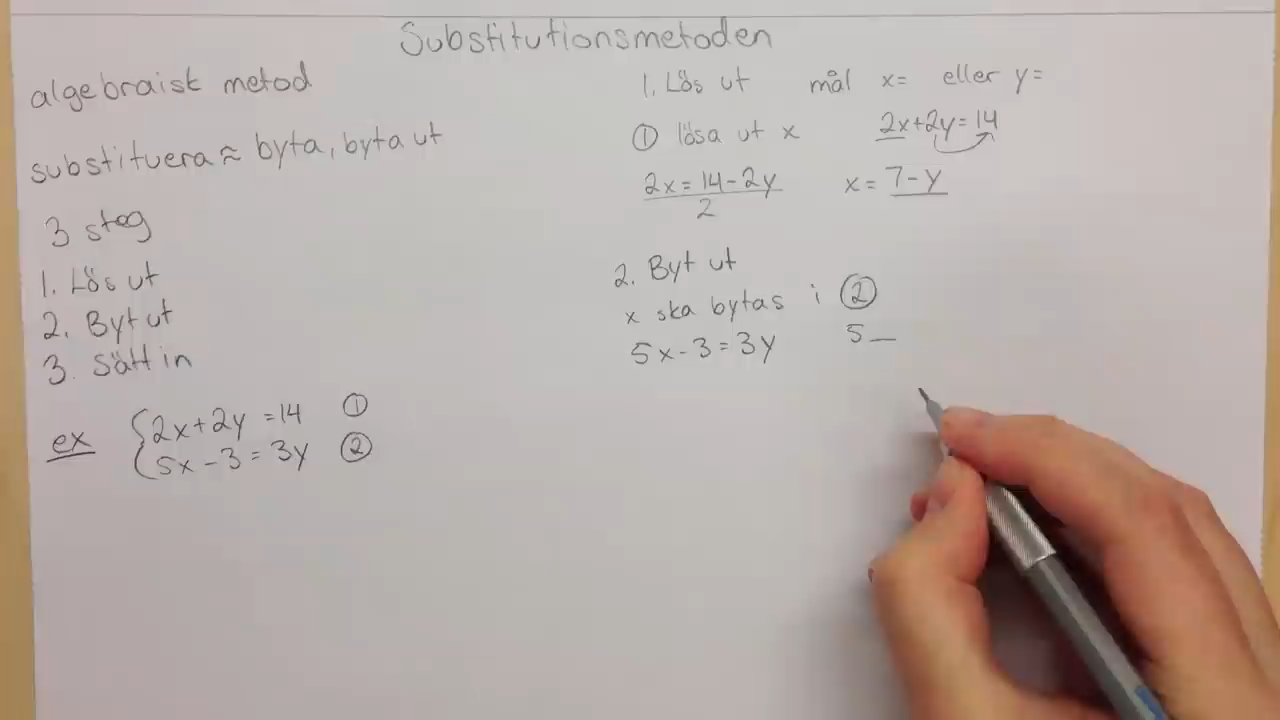 Substitutionsmetoden
algebraisk metod
substituera ≈ byta, byta ut
3 steg
1. Lös ut
2. Byt ut
3. Sätt in
ex { 2x+2y =14 ①
5x-3=3y ②
1. Lös ut mål x= eller y=
① lösa ut x 2x+2y=14
2x=14-2y x= 7-y
2
2. Byt ut
x ska bytas i ②
5x-3=3y 5_